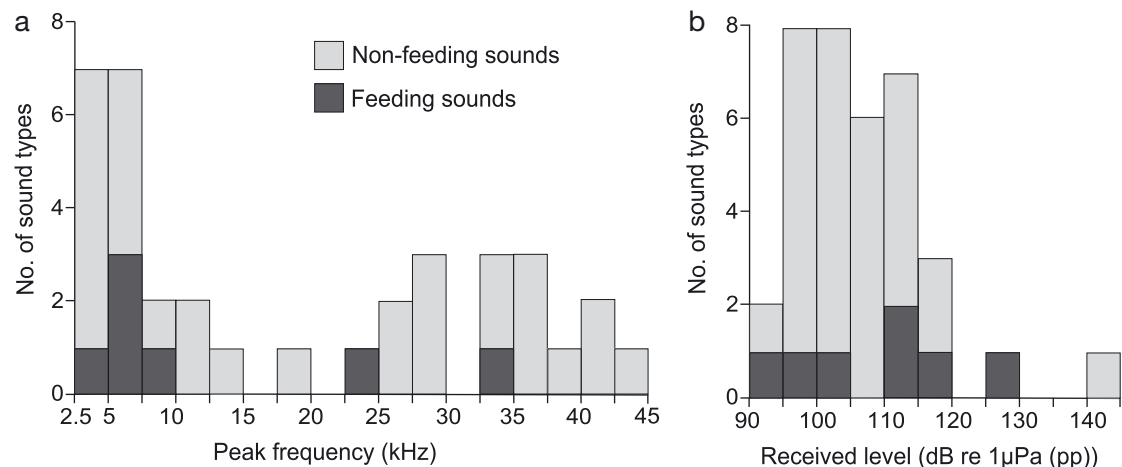 a
8
6
4
2
0
No. of sound types
Non-feeding sounds
Feeding sounds
2.5 5 10 15 20 25 30 35 40 45
Peak frequency (kHz)
b
8
6
4
2
0
No. of sound types
90 100 110 120 130 140
Received level (dB re 1µPa (pp))